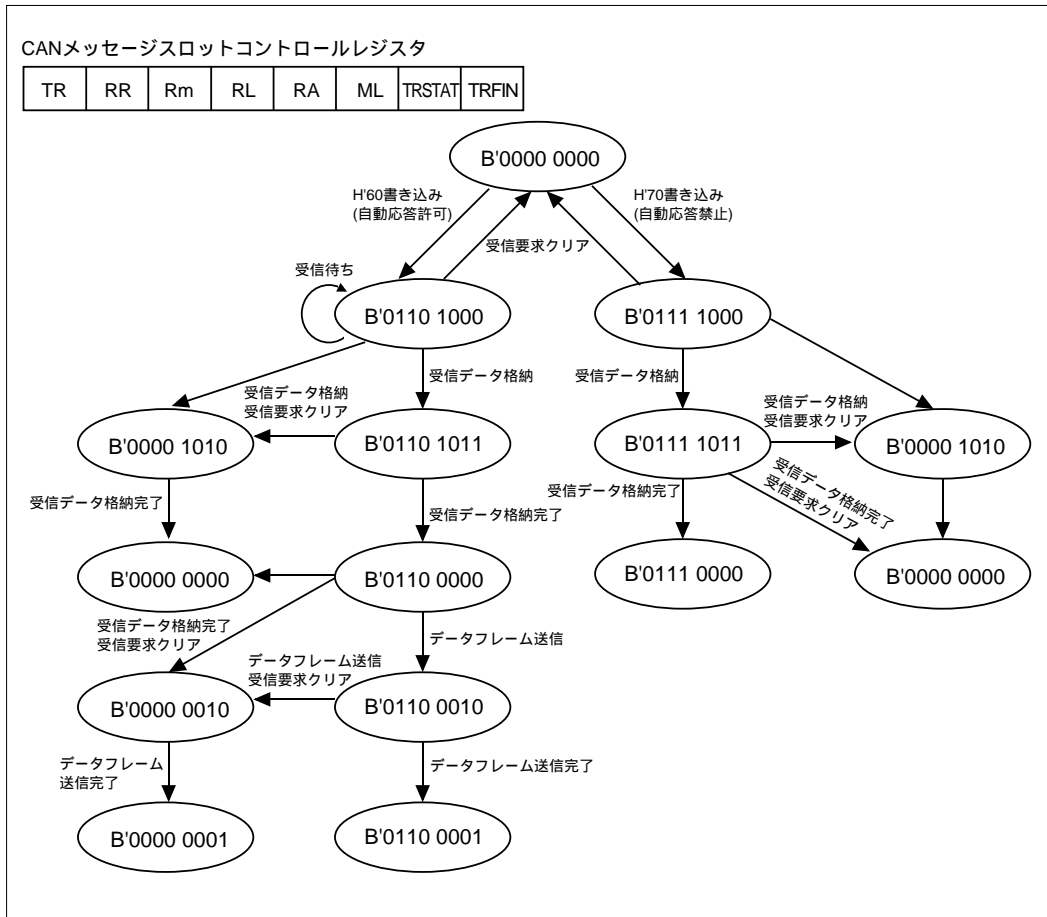 CANメッセージスロットコントロールレジスタ
TR RR Rm RL RA ML TRSTAT TRFIN
B'0000 0000
H'60書き込み
(自動応答許可)
H'70書き込み
(自動応答禁止)
受信要求クリア
受信待ち
B'0110 1000
B'0111 1000
受信データ格納
受信要求クリア
受信データ格納
受信データ格納
受信データ格納
受信要求クリア
B'0000 1010
B'0110 1011
B'0111 1011
B'0000 1010
受信データ格納完了
受信データ格納完了
受信データ格納完了
受信データ格納完了
受信要求クリア
B'0000 0000
B'0110 0000
B'0111 0000
B'0000 0000
受信データ格納完了
受信要求クリア
データフレーム送信
データフレーム送信
受信要求クリア
B'0000 0010
B'0110 0010
データフレーム
送信完了
データフレーム送信完了
B'0000 0001
B'0110 0001